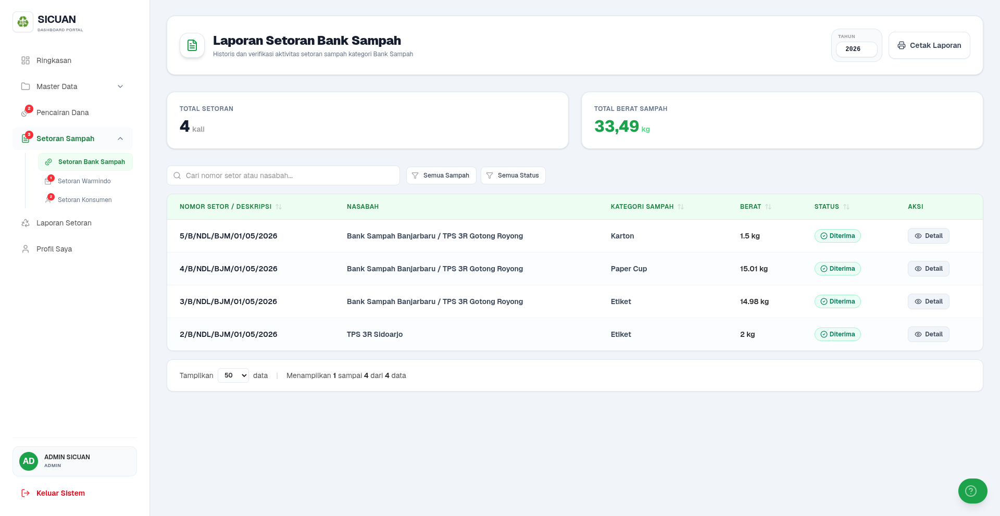 SICUAN
DASHBOARD PORTAL
Ringkasan
Master Data
2
Pencairan Dana
3
Setoran Sampah
Setoran Bank Sampah
1
Setoran Warmindo
2
Setoran Konsumen
Laporan Setoran
Profil Saya
AD
ADMIN SICUAN
ADMIN
Keluar Sistem
Laporan Setoran Bank Sampah
Historis dan verifikasi aktivitas setoran sampah kategori Bank Sampah
TAHUN
2026
Cetak Laporan
TOTAL SETORAN
4 kali
TOTAL BERAT SAMPAH
33,49 kg
Cari nomor setor atau nasabah...
Semua Sampah
Semua Status
NOMOR SETOR / DESKRIPSI NASABAH KATEGORI SAMPAH BERAT STATUS AKSI
5/B/NDL/BJM/01/05/2026 Bank Sampah Banjarbaru / TPS 3R Gotong Royong Karton 1.5 kg Diterima Detail
4/B/NDL/BJM/01/05/2026 Bank Sampah Banjarbaru / TPS 3R Gotong Royong Paper Cup 15.01 kg Diterima Detail
3/B/NDL/BJM/01/05/2026 Bank Sampah Banjarbaru / TPS 3R Gotong Royong Etiket 14.98 kg Diterima Detail
2/B/NDL/BJM/01/05/2026 TPS 3R Sidoarjo Etiket 2 kg Diterima Detail
Tampilkan 50 data | Menampilkan 1 sampai 4 dari 4 data